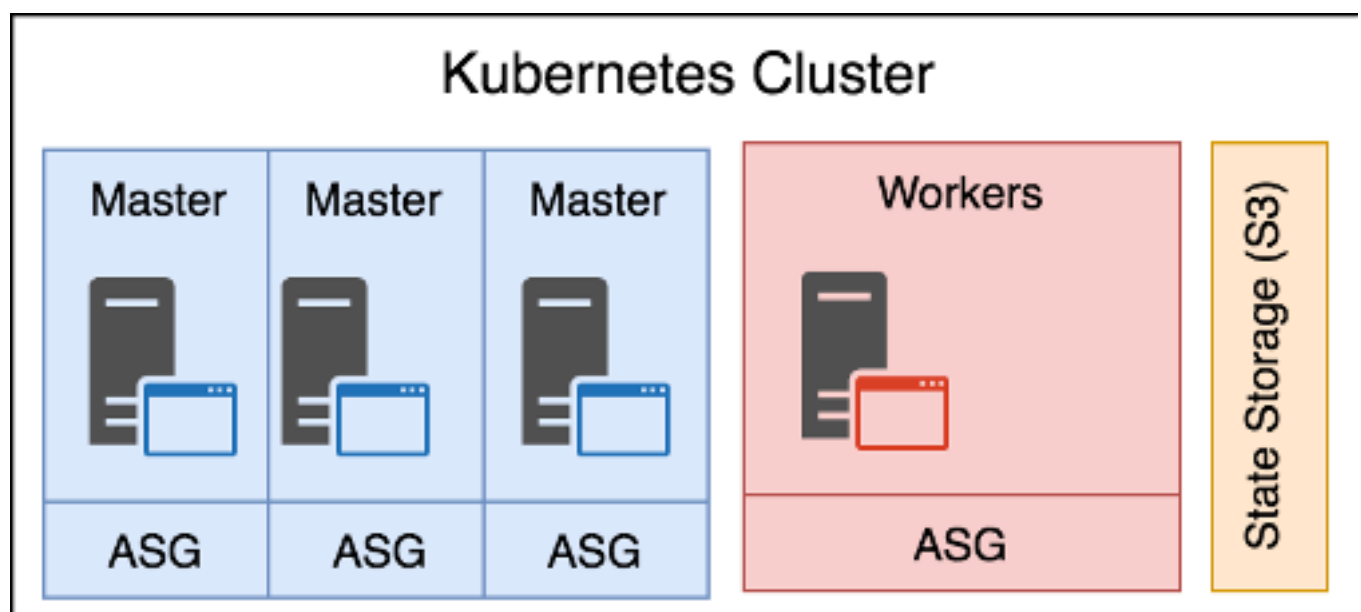 Kubernetes Cluster
Master
Master
Master
Workers
State Storage (S3)
ASG
ASG
ASG
ASG